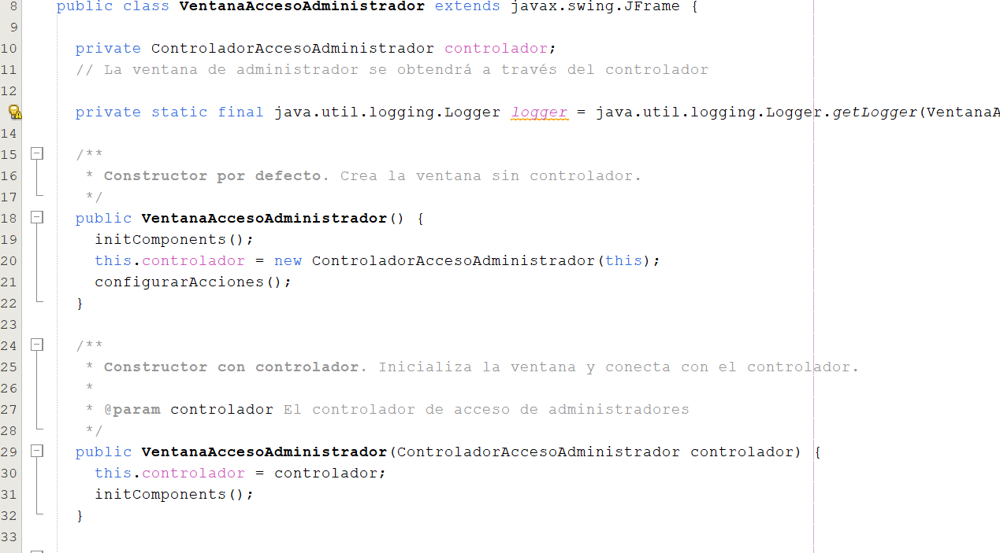 8 public class VentanaAccesoAdministrador extends javax.swing.JFrame {
9
10 private ControladorAccesoAdministrador controlador;
11 // La ventana de administrador se obtendrá a través del controlador
12
private static final java.util.logging.Logger logger = java.util.logging.Logger.getLogger(VentanaA
14
15 /**
16 * Constructor por defecto. Crea la ventana sin controlador.
17 */
18 public VentanaAccesoAdministrador() {
19 initComponents();
20 this.controlador = new ControladorAccesoAdministrador(this);
21 configurarAcciones();
22 }
23
24 /**
25 * Constructor con controlador. Inicializa la ventana y conecta con el controlador.
26 *
27 * @param controlador El controlador de acceso de administradores
28 */
29 public VentanaAccesoAdministrador(ControladorAccesoAdministrador controlador) {
30 this.controlador = controlador;
31 initComponents();
32 }
33